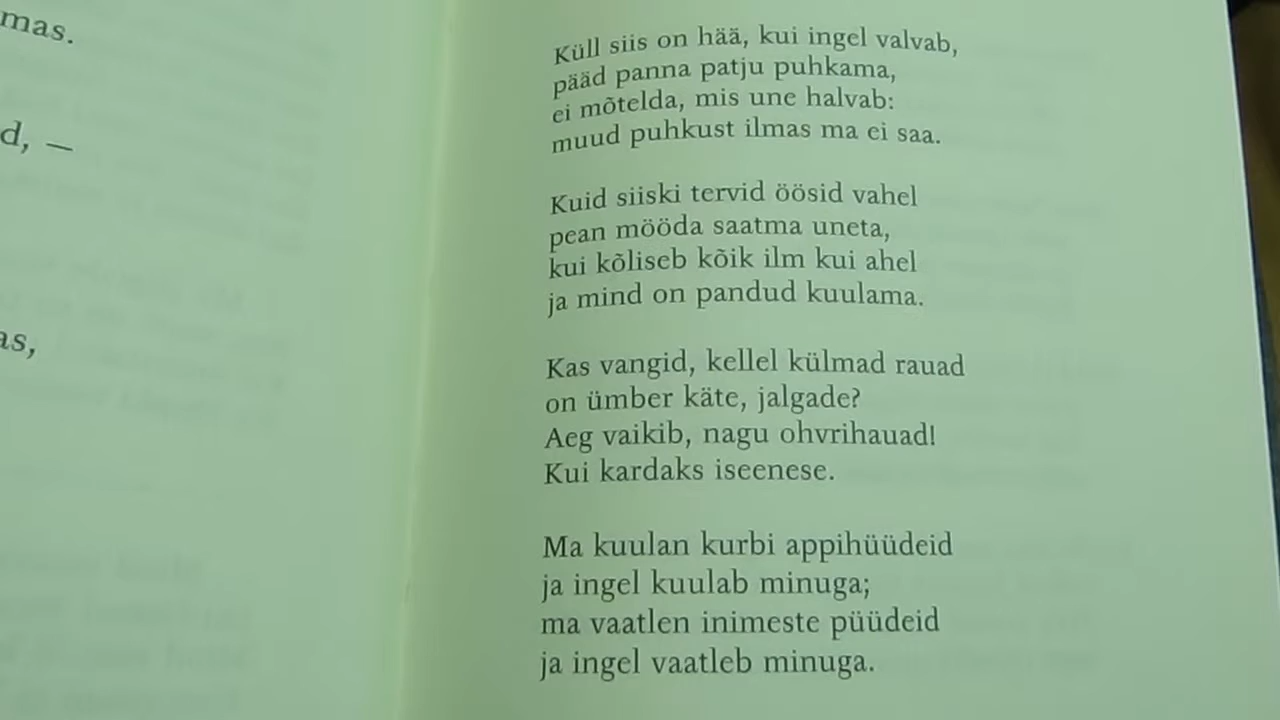 mas.
d, —
as,
Küll siis on hää, kui ingel valvab,
pääd panna patju puhkama,
ei mõtelda, mis une halvab:
muud puhkust ilmas ma ei saa.
Kuid siiski tervid öösid vahel
pean mööda saatma uneta,
kui kõliseb kõik ilm kui ahel
ja mind on pandud kuulama.
Kas vangid, kellel külmad rauad
on ümber käte, jalgade?
Aeg vaikib, nagu ohvrihauad!
Kui kardaks iseenese.
Ma kuulan kurbi appihüüdeid
ja ingel kuulab minuga;
ma vaatlen inimeste püüdeid
ja ingel vaatleb minuga.